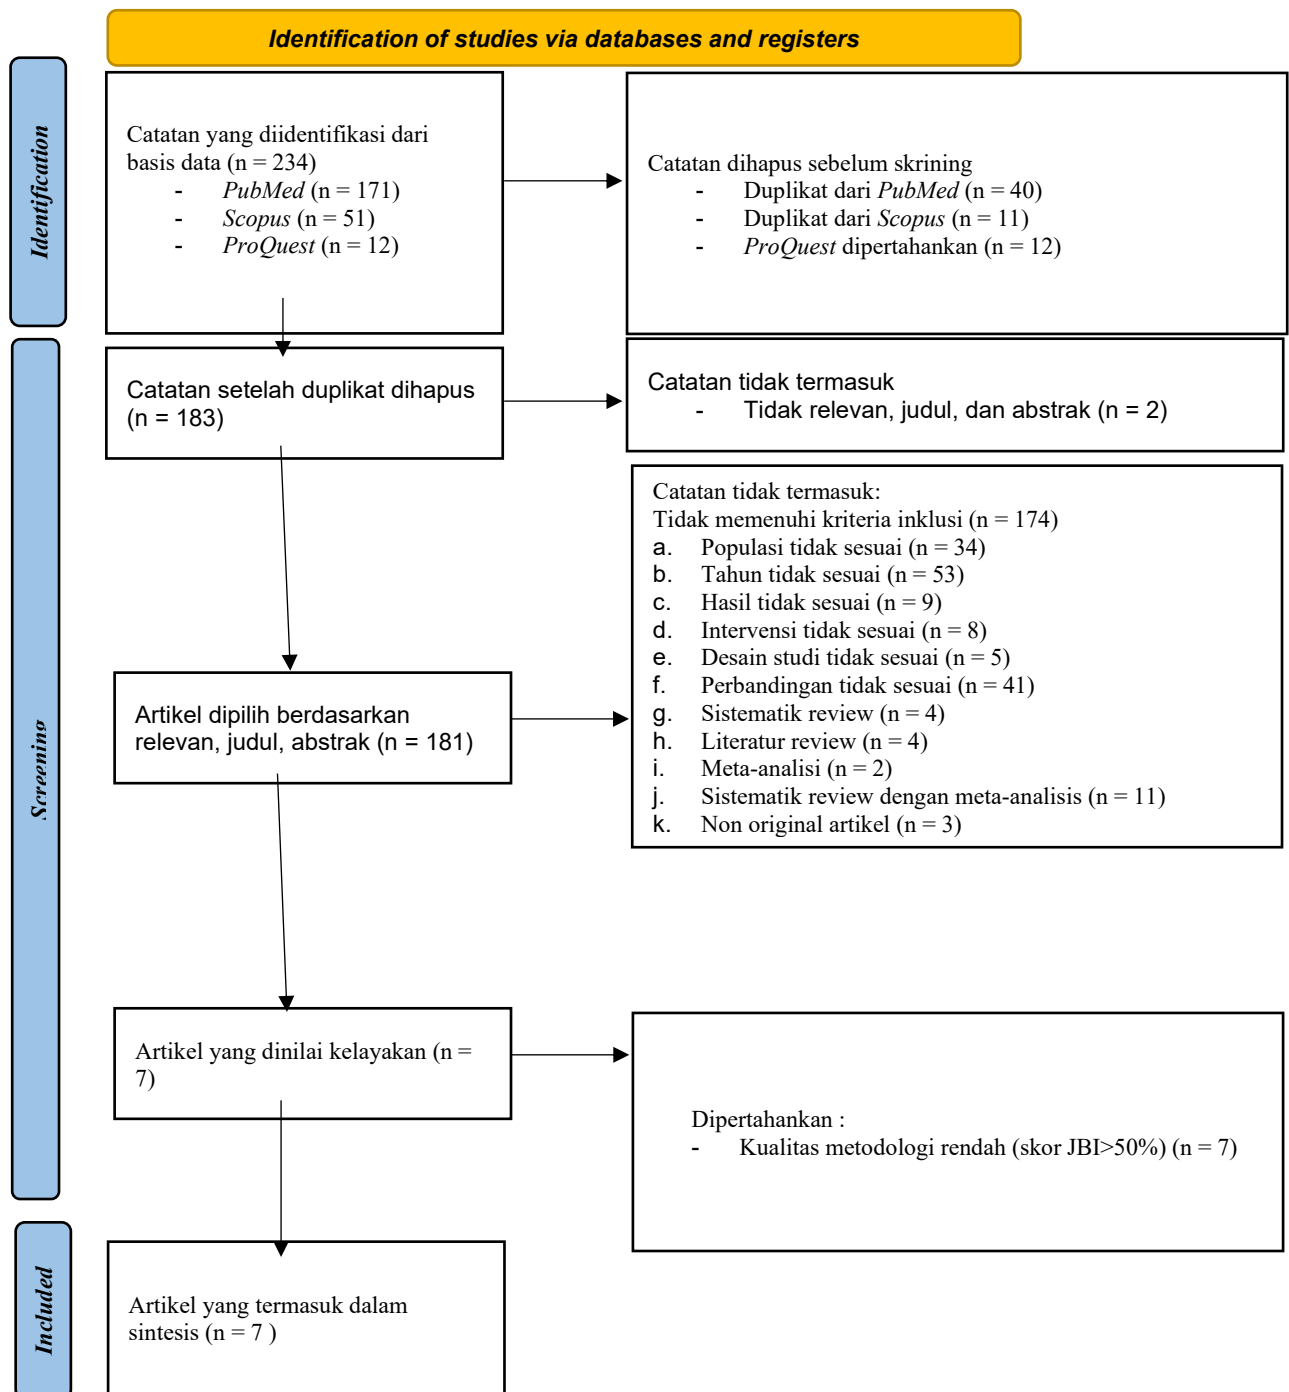 Identification of studies via databases and registers
Identification
Catatan yang diidentifikasi dari
basis data (n = 234)
- PubMed (n = 171)
- Scopus (n = 51)
- ProQuest (n = 12)
Catatan dihapus sebelum skrining
- Duplikat dari PubMed (n = 40)
- Duplikat dari Scopus (n = 11)
- ProQuest dipertahankan (n = 12)
Screening
Catatan setelah duplikat dihapus
(n = 183)
Catatan tidak termasuk
- Tidak relevan, judul, dan abstrak (n = 2)
Artikel dipilih berdasarkan
relevan, judul, abstrak (n = 181)
Catatan tidak termasuk:
Tidak memenuhi kriteria inklusi (n = 174)
a. Populasi tidak sesuai (n = 34)
b. Tahun tidak sesuai (n = 53)
c. Hasil tidak sesuai (n = 9)
d. Intervensi tidak sesuai (n = 8)
e. Desain studi tidak sesuai (n = 5)
f. Perbandingan tidak sesuai (n = 41)
g. Sistematik review (n = 4)
h. Literatur review (n = 4)
i. Meta-analisi (n = 2)
j. Sistematik review dengan meta-analisis (n = 11)
k. Non original artikel (n = 3)
Artikel yang dinilai kelayakan (n =
7)
Dipertahankan :
- Kualitas metodologi rendah (skor JBI>50%) (n = 7)
Included
Artikel yang termasuk dalam
sintesis (n = 7 )